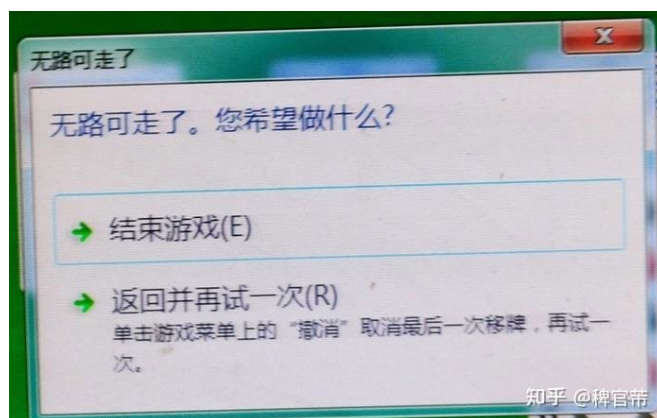 无路可走了
无路可走了。您希望做什么?
结束游戏(E)
返回并再试一次(R)
单击游戏菜单上的“撤消”取消最后一次移牌，再试一
次。
知乎 @稗官芾